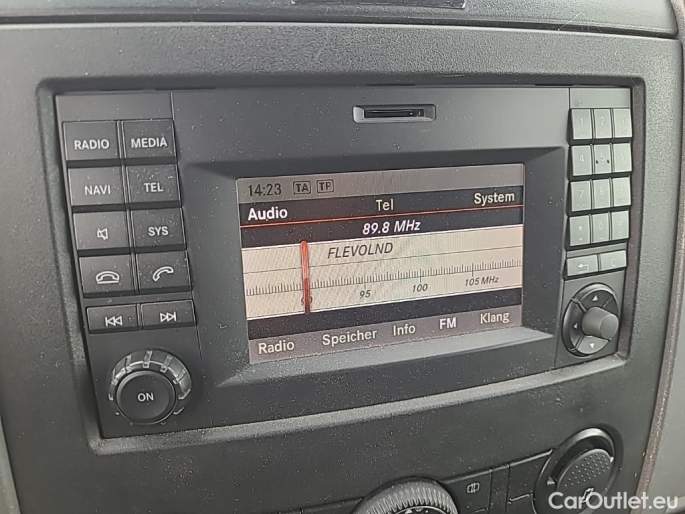 RADIO MEDIA
NAVI TEL
SYS
ON
14:23 TA TP
Audio Tel System
89.8 MHz
FLEVOLND
90 95 100 105 MHz
Radio Speicher Info FM Klang
CarOutlet.eu